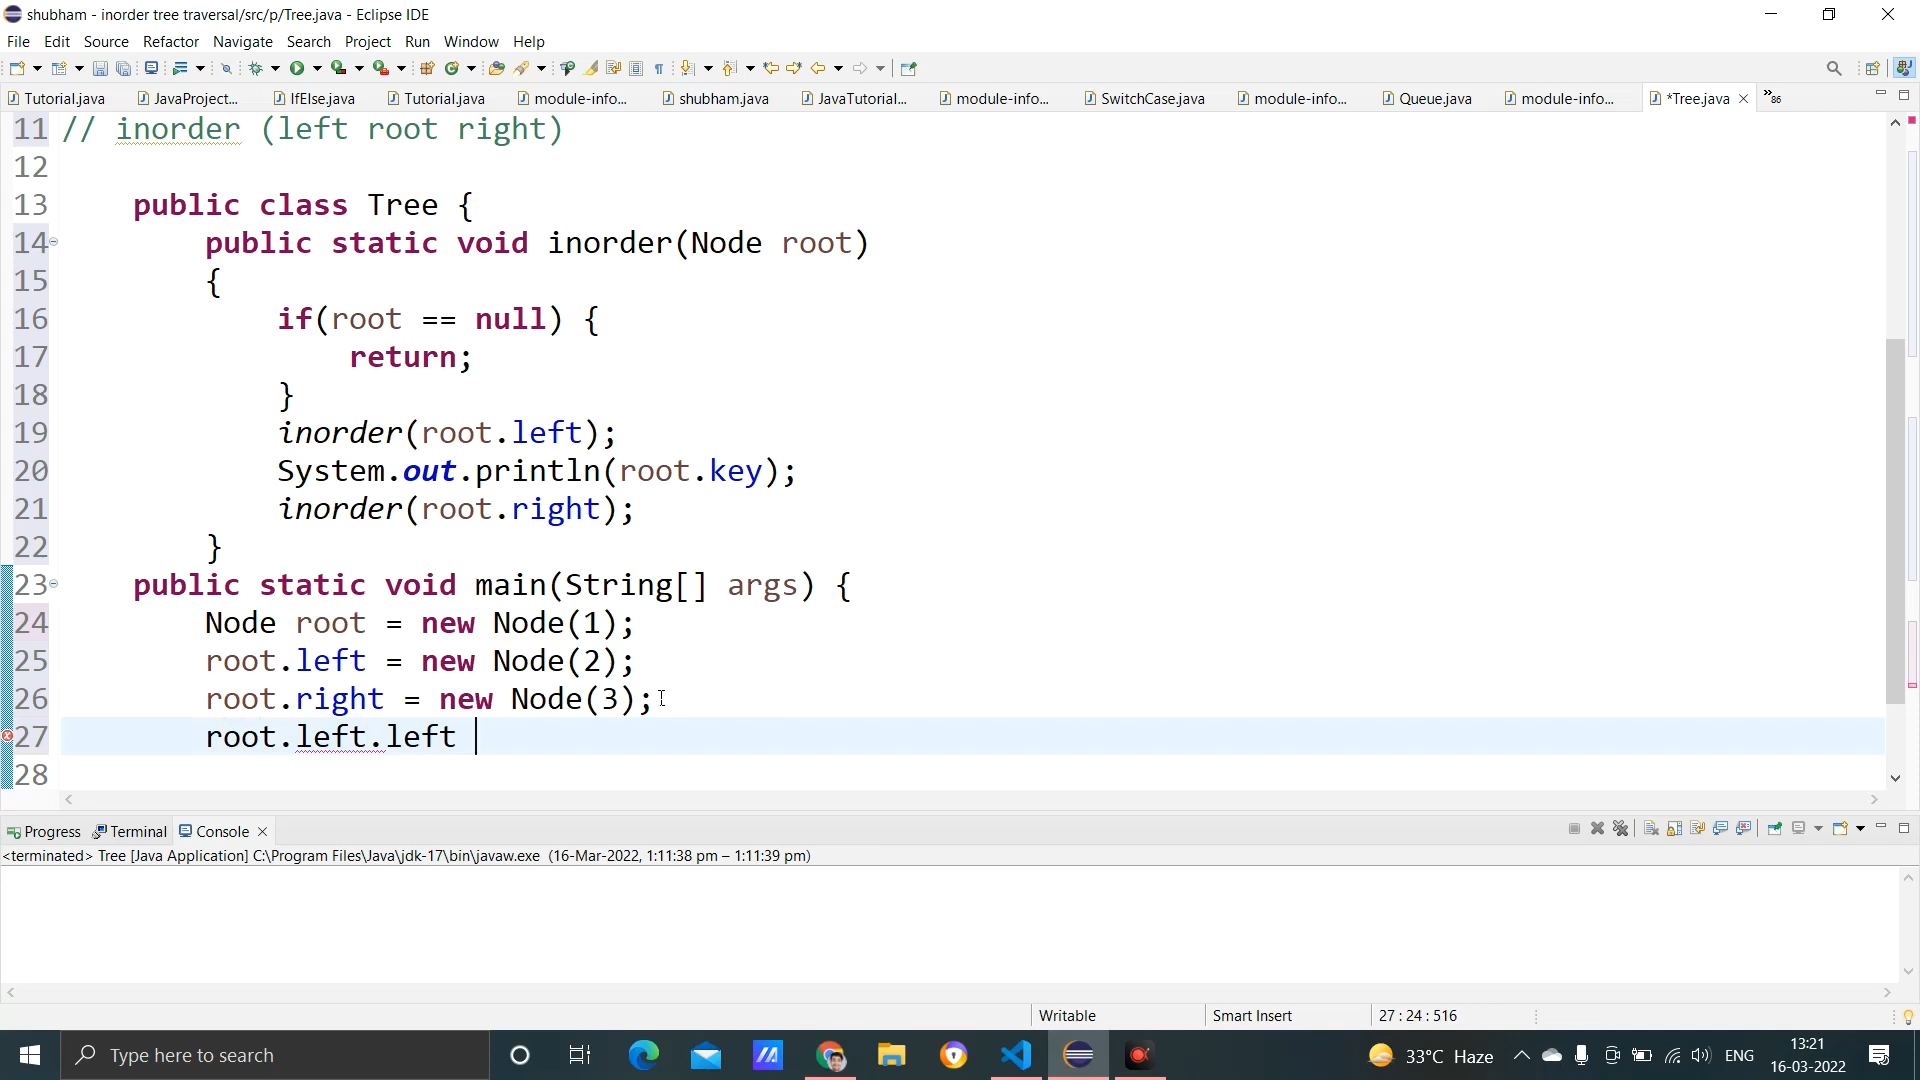 shubham - inorder tree traversal/src/p/Tree.java - Eclipse IDE
File Edit Source Refactor Navigate Search Project Run Window Help
Tutorial.java JavaProject... IfElse.java Tutorial.java module-info... shubham.java JavaTutorial... module-info... SwitchCase.java module-info... Queue.java module-info... *Tree.java »86
11 // inorder (left root right)
12
13 public class Tree {
14 public static void inorder(Node root)
15 {
16 if(root == null) {
17 return;
18 }
19 inorder(root.left);
20 System.out.println(root.key);
21 inorder(root.right);
22 }
23 public static void main(String[] args) {
24 Node root = new Node(1);
25 root.left = new Node(2);
26 root.right = new Node(3);
27 root.left.left
28
Progress Terminal Console
<terminated> Tree [Java Application] C:\Program Files\Java\jdk-17\bin\javaw.exe (16-Mar-2022, 1:11:38 pm – 1:11:39 pm)
Writable Smart Insert 27 : 24 : 516
Type here to search 33°C Haze ENG 13:21
16-03-2022